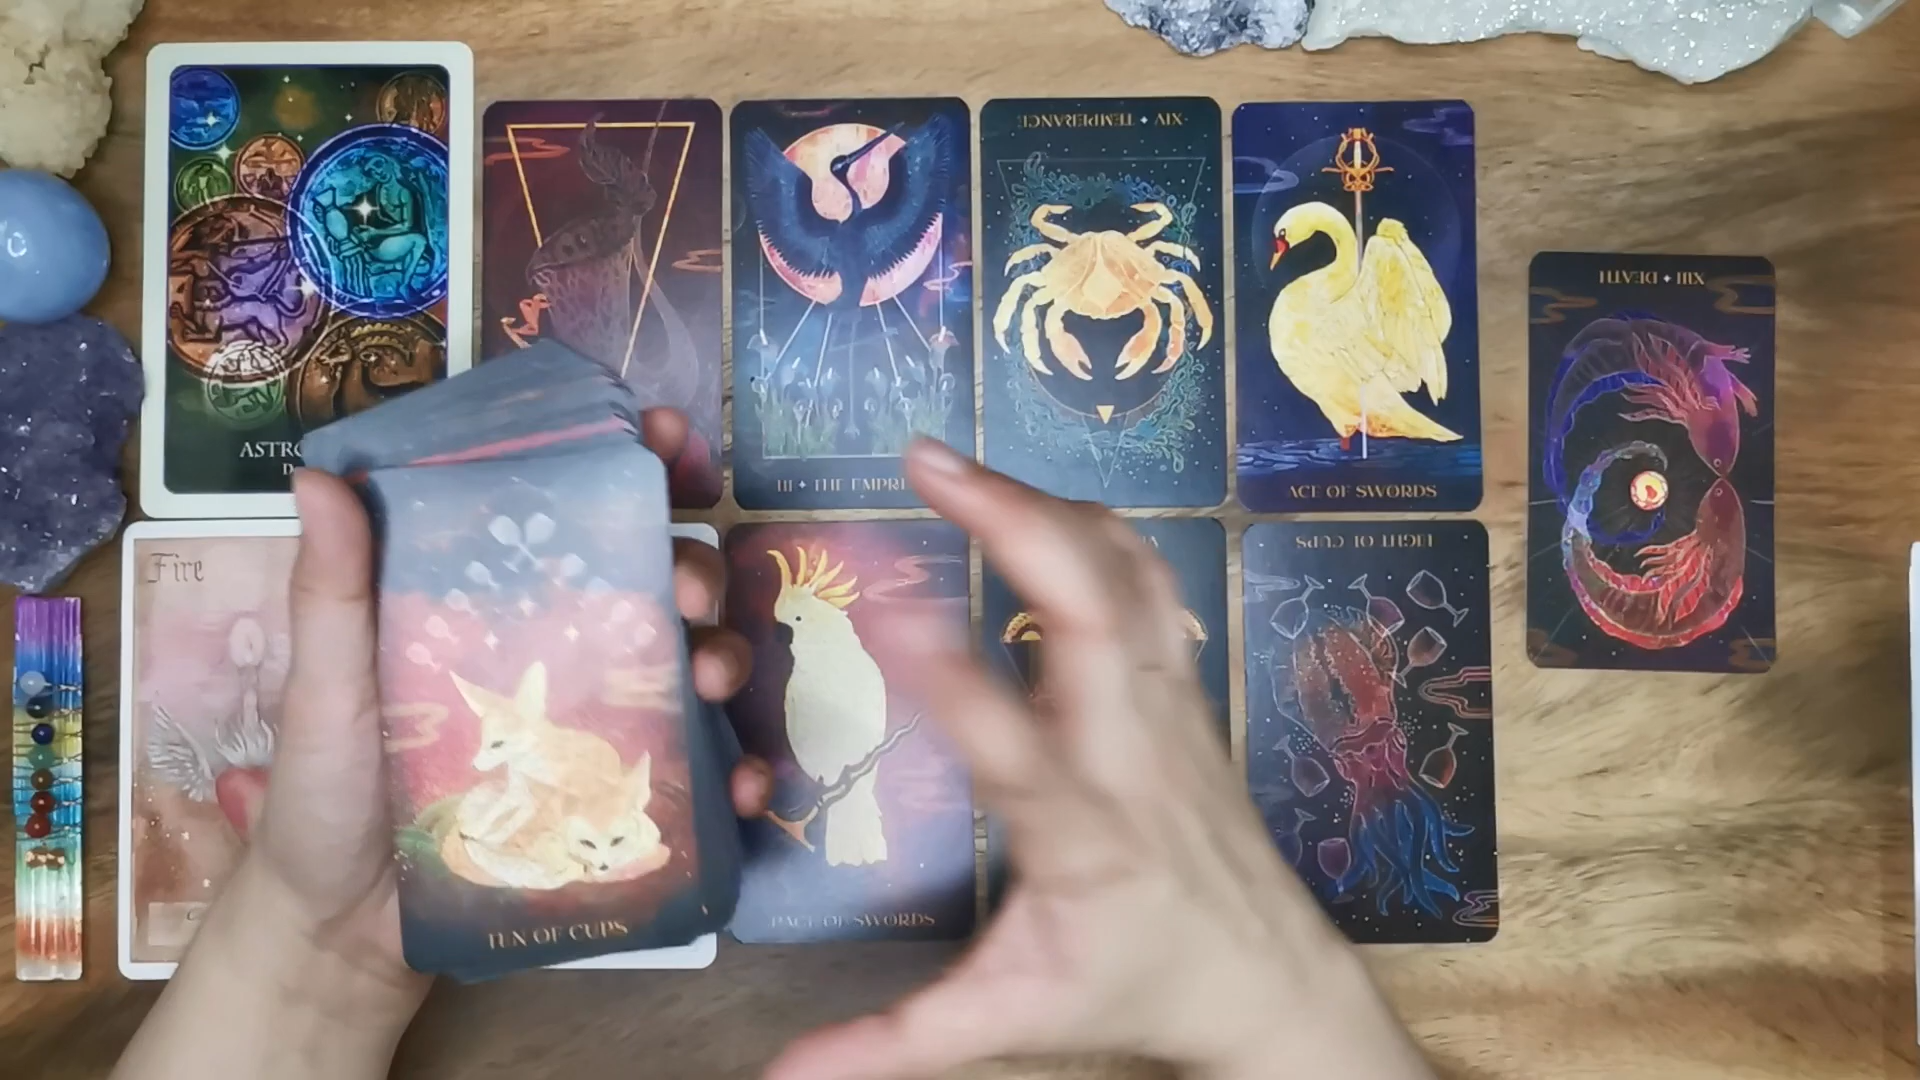 XIV ✦ TEMPERANCE
XIII ✦ DEATH
III ✦ THE EMPRE
ACE OF SWORDS
ASTRO
Fire
EIGHT OF CUPS
TEN OF CUPS
PAGE OF SWORDS